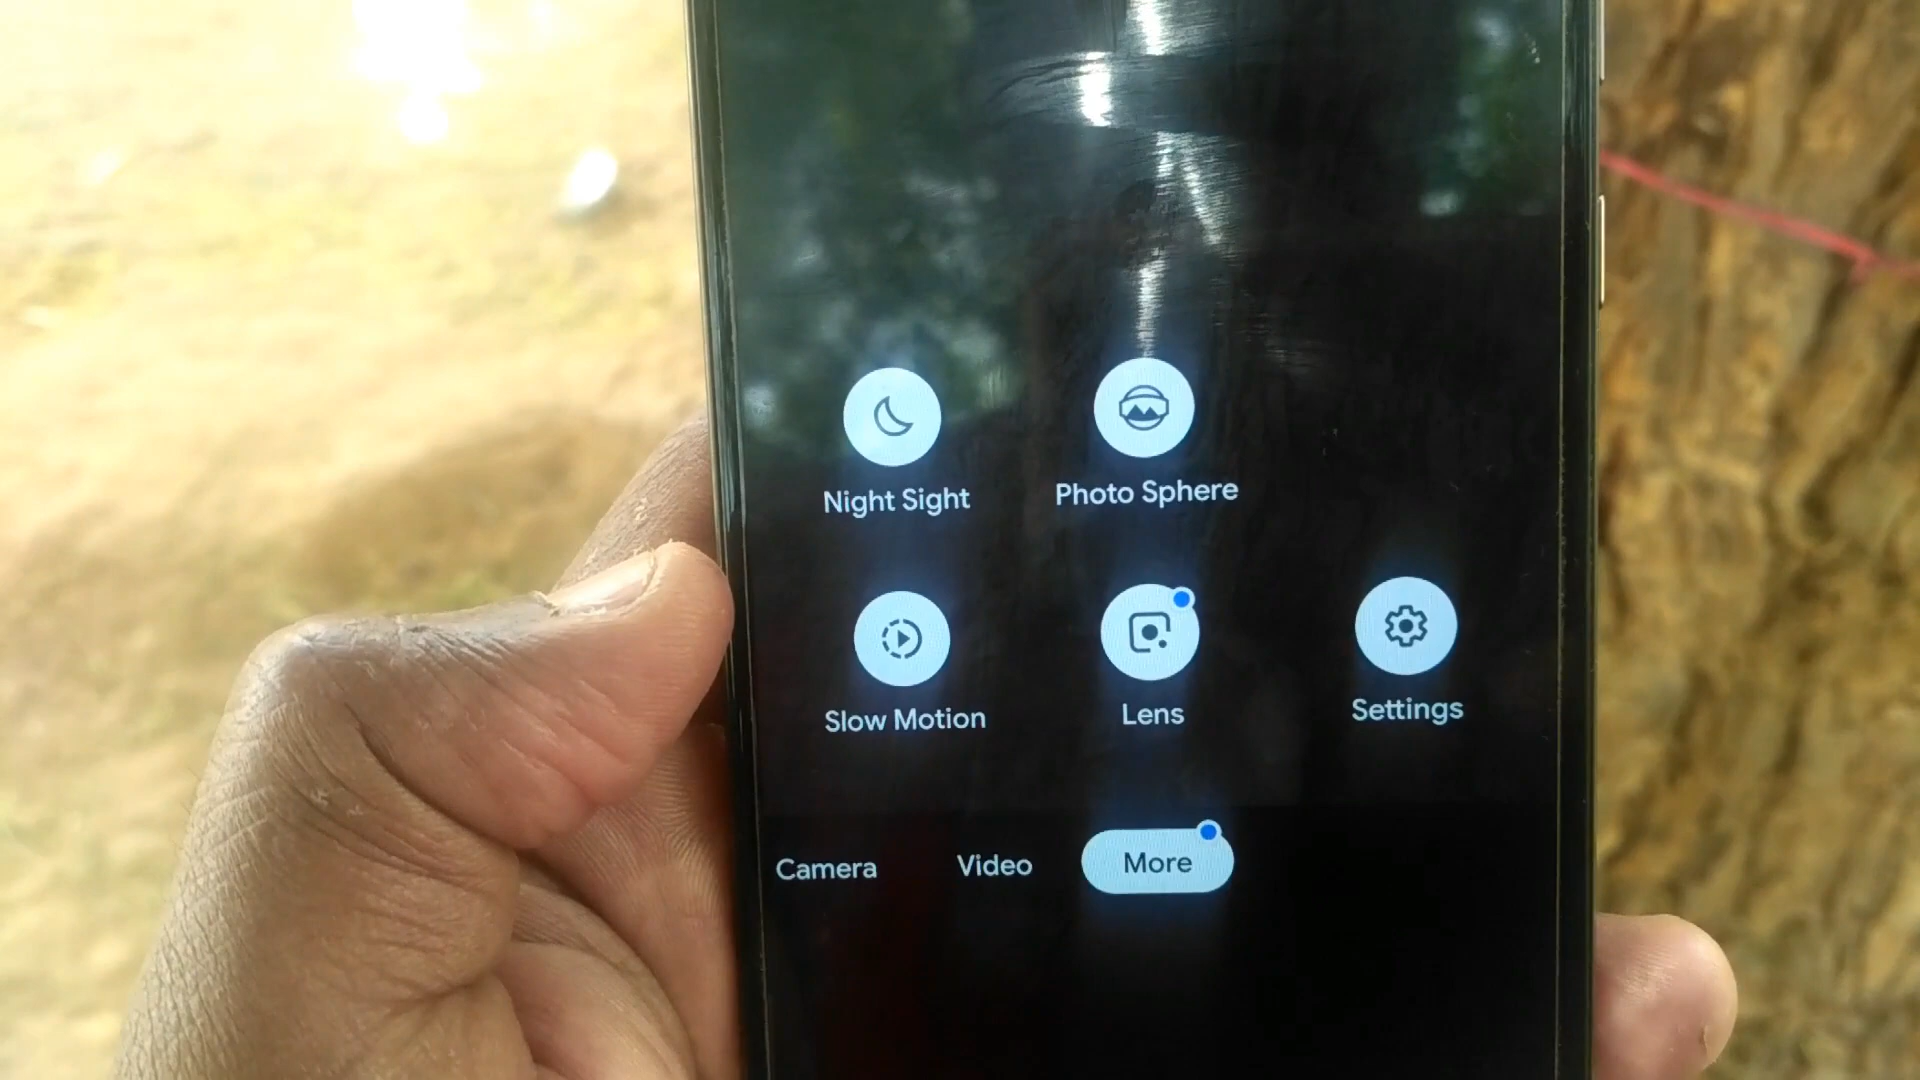 Night Sight
Photo Sphere
Slow Motion
Lens
Settings
Camera
Video
More